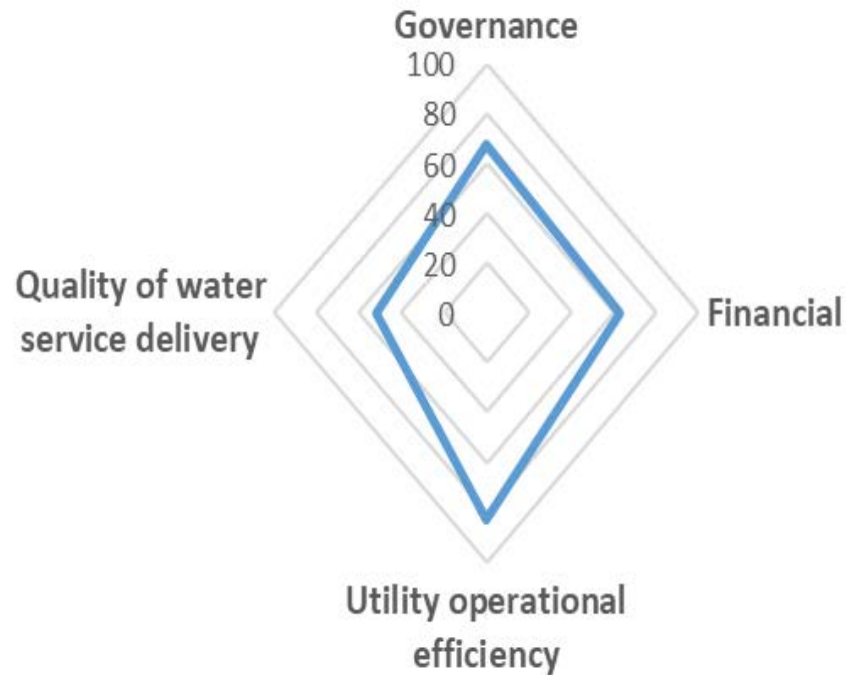 Governance
100
80
60
40
20
0
Quality of water
service delivery
Financial
Utility operational
efficiency